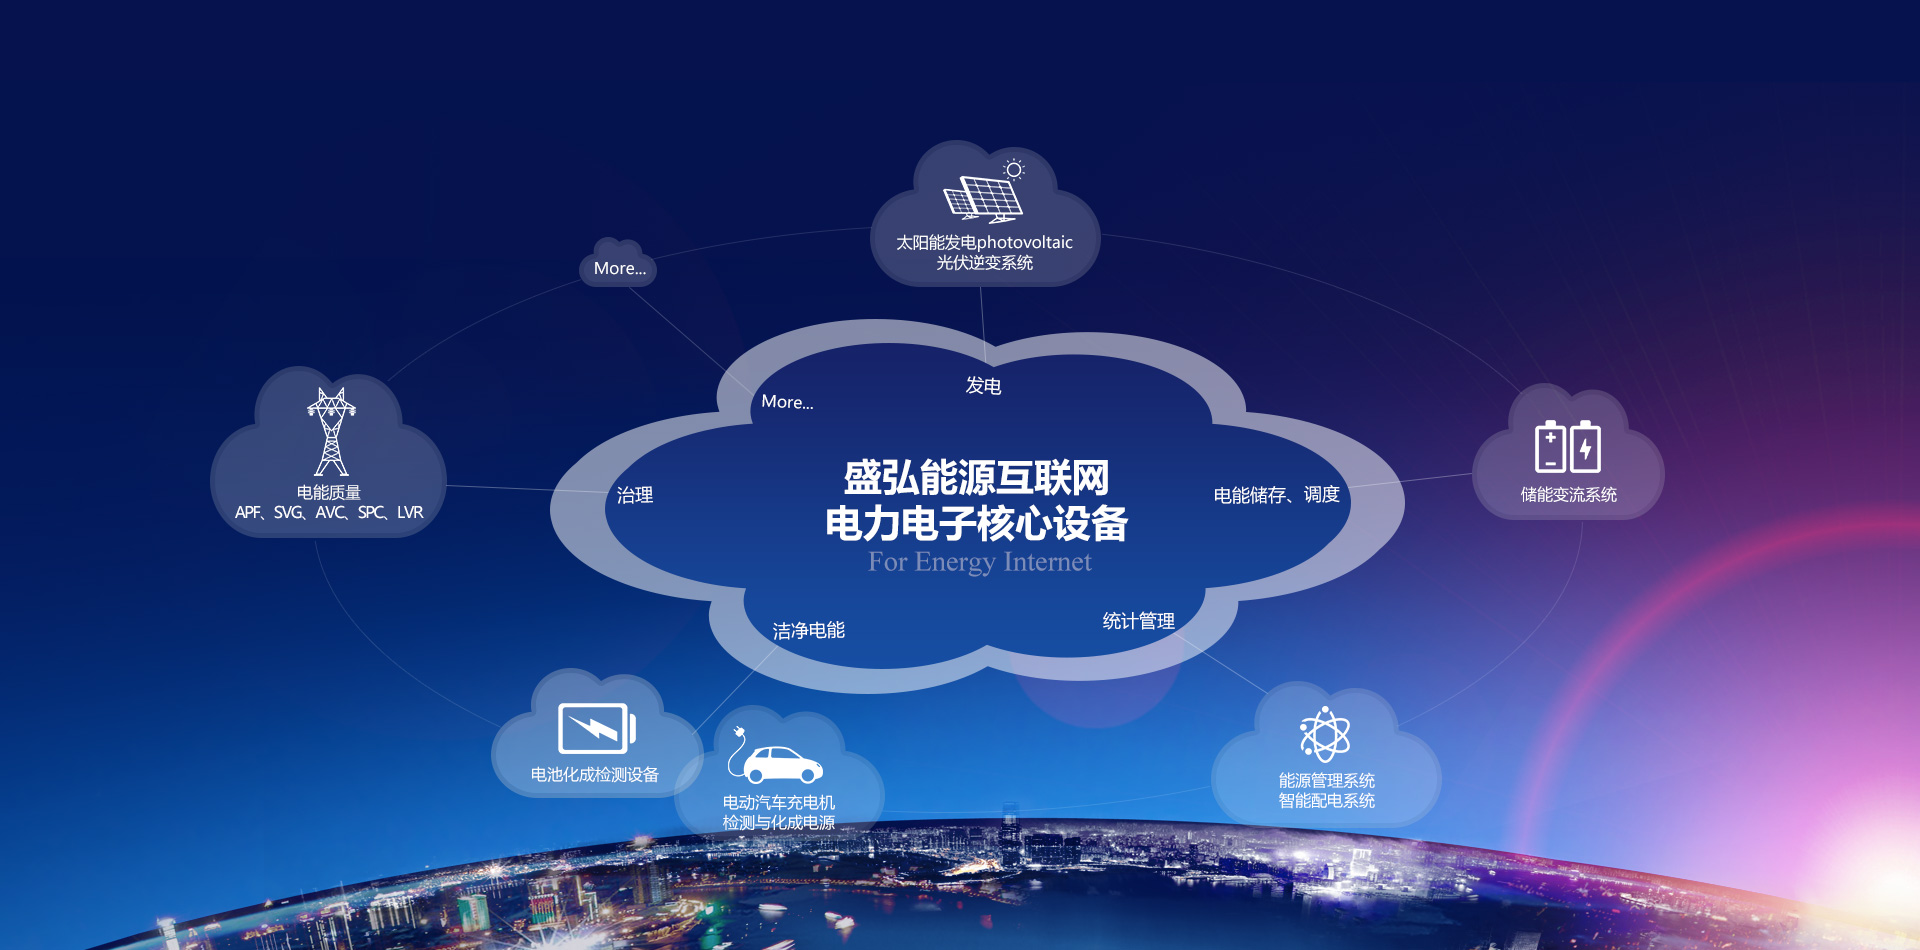 太阳能发电photovoltaic
光伏逆变系统
More...
发电
More...
电能质量
APF、SVG、AVC、SPC、LVR
治理
盛弘能源互联网
电力电子核心设备
For Energy Internet
电能储存、调度
储能变流系统
洁净电能
统计管理
电池化成检测设备
电动汽车充电机
检测与化成电源
能源管理系统
智能配电系统